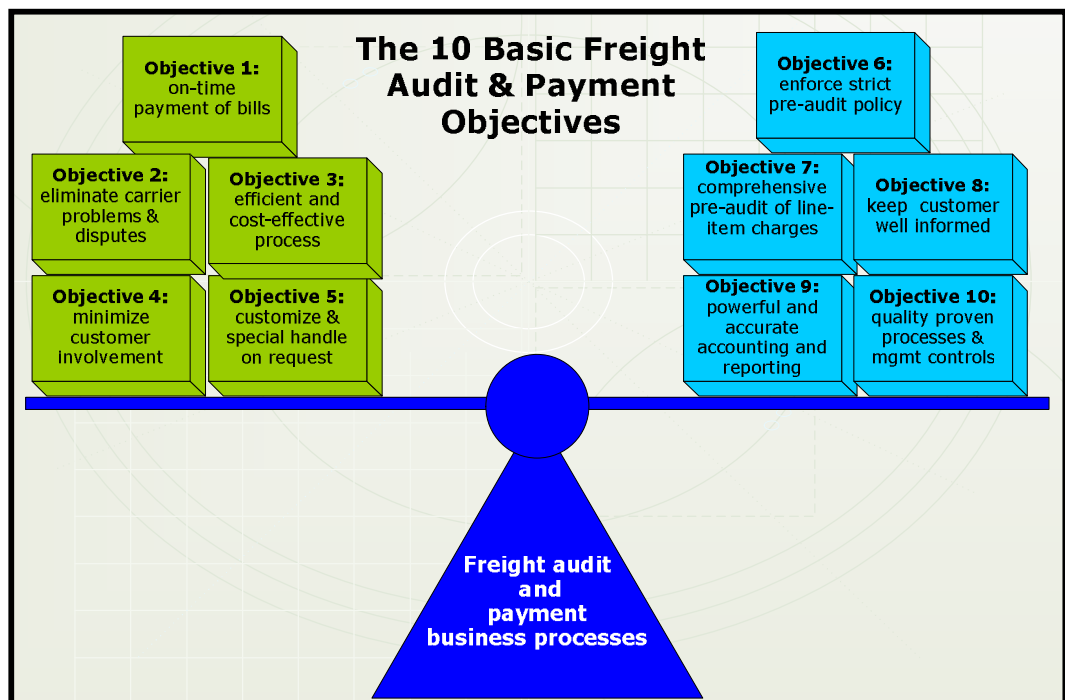 The 10 Basic Freight
Audit & Payment
Objectives
Objective 1:
on-time
payment of bills
Objective 2:
eliminate carrier
problems &
disputes
Objective 3:
efficient and
cost-effective
process
Objective 4:
minimize
customer
involvement
Objective 5:
customize &
special handle
on request
Objective 6:
enforce strict
pre-audit policy
Objective 7:
comprehensive
pre-audit of line-
item charges
Objective 8:
keep customer
well informed
Objective 9:
powerful and
accurate
accounting and
reporting
Objective 10:
quality proven
processes &
mgmt controls
Freight audit
and
payment
business processes